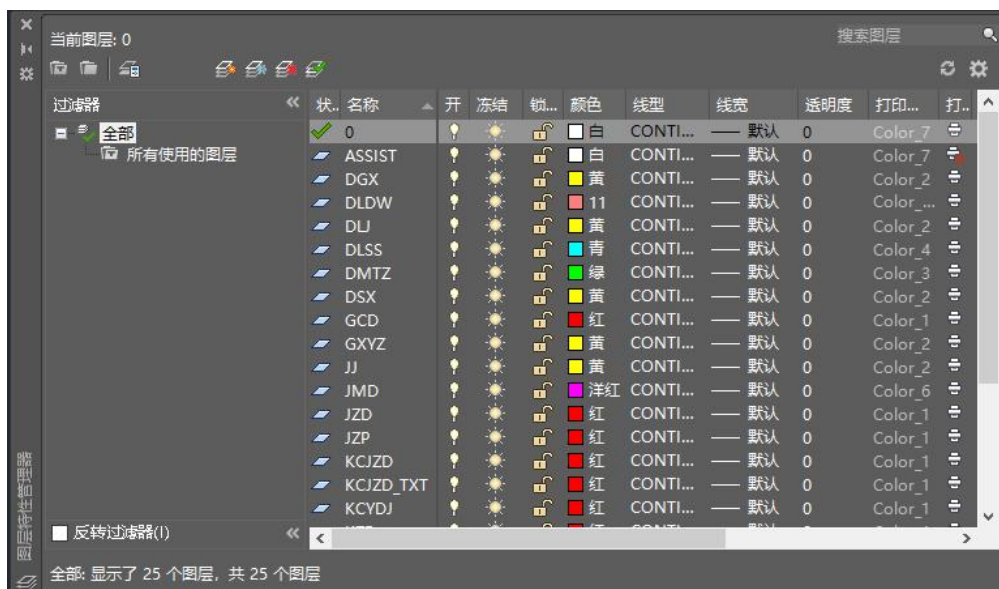 当前图层: 0
搜索图层
过滤器
全部
所有使用的图层
状.. 名称 开 冻结 锁... 颜色 线型 线宽 透明度 打印... 打..
0 白 CONTI... 默认 0 Color_7
ASSIST 白 CONTI... 默认 0 Color_7
DGX 黄 CONTI... 默认 0 Color_2
DLDW 11 CONTI... 默认 0 Color_...
DLJ 黄 CONTI... 默认 0 Color_2
DLSS 青 CONTI... 默认 0 Color_4
DMTZ 绿 CONTI... 默认 0 Color_3
DSX 黄 CONTI... 默认 0 Color_2
GCD 红 CONTI... 默认 0 Color_1
GXYZ 黄 CONTI... 默认 0 Color_2
JJ 黄 CONTI... 默认 0 Color_2
JMD 洋红 CONTI... 默认 0 Color_6
JZD 红 CONTI... 默认 0 Color_1
JZP 红 CONTI... 默认 0 Color_1
KCJZD 红 CONTI... 默认 0 Color_1
KCJZD_TXT 红 CONTI... 默认 0 Color_1
KCYDJ 红 CONTI... 默认 0 Color_1
反转过滤器(I)
图层特性管理器
全部: 显示了 25 个图层，共 25 个图层